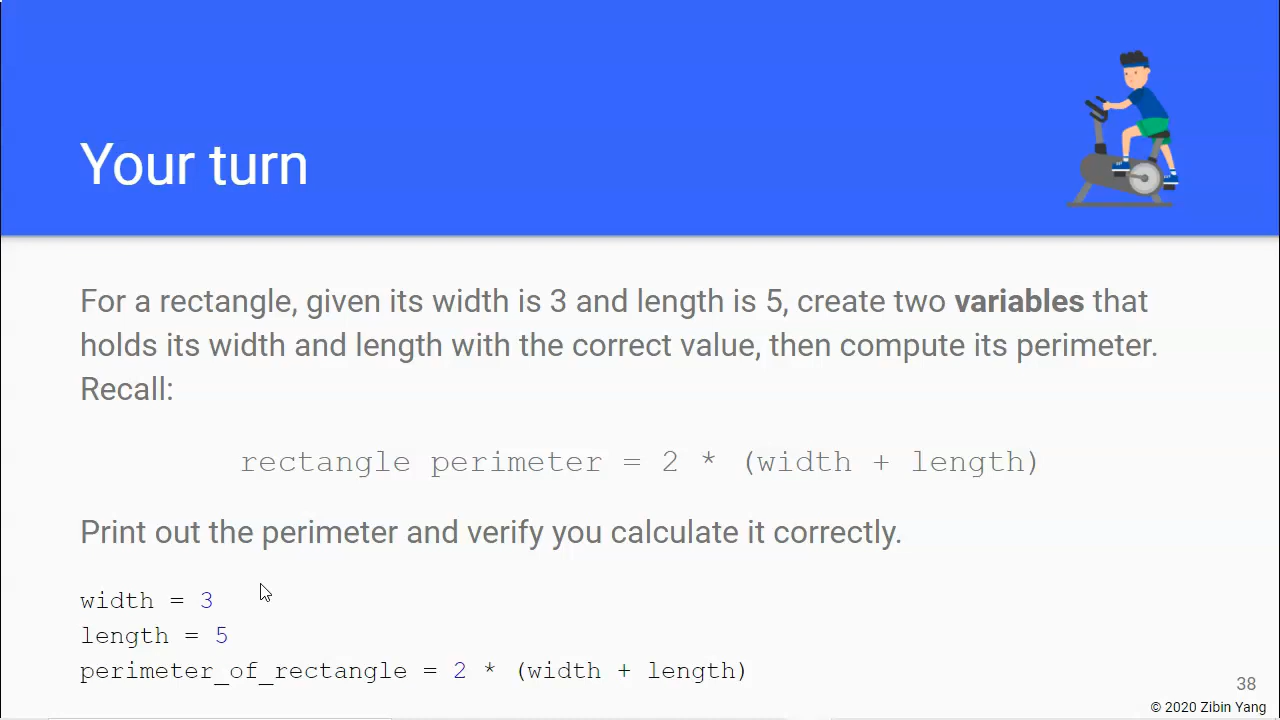 Your turn
For a rectangle, given its width is 3 and length is 5, create two variables that
holds its width and length with the correct value, then compute its perimeter.
Recall:
rectangle perimeter = 2 * (width + length)
Print out the perimeter and verify you calculate it correctly.
width = 3
length = 5
perimeter_of_rectangle = 2 * (width + length)
38
© 2020 Zibin Yang